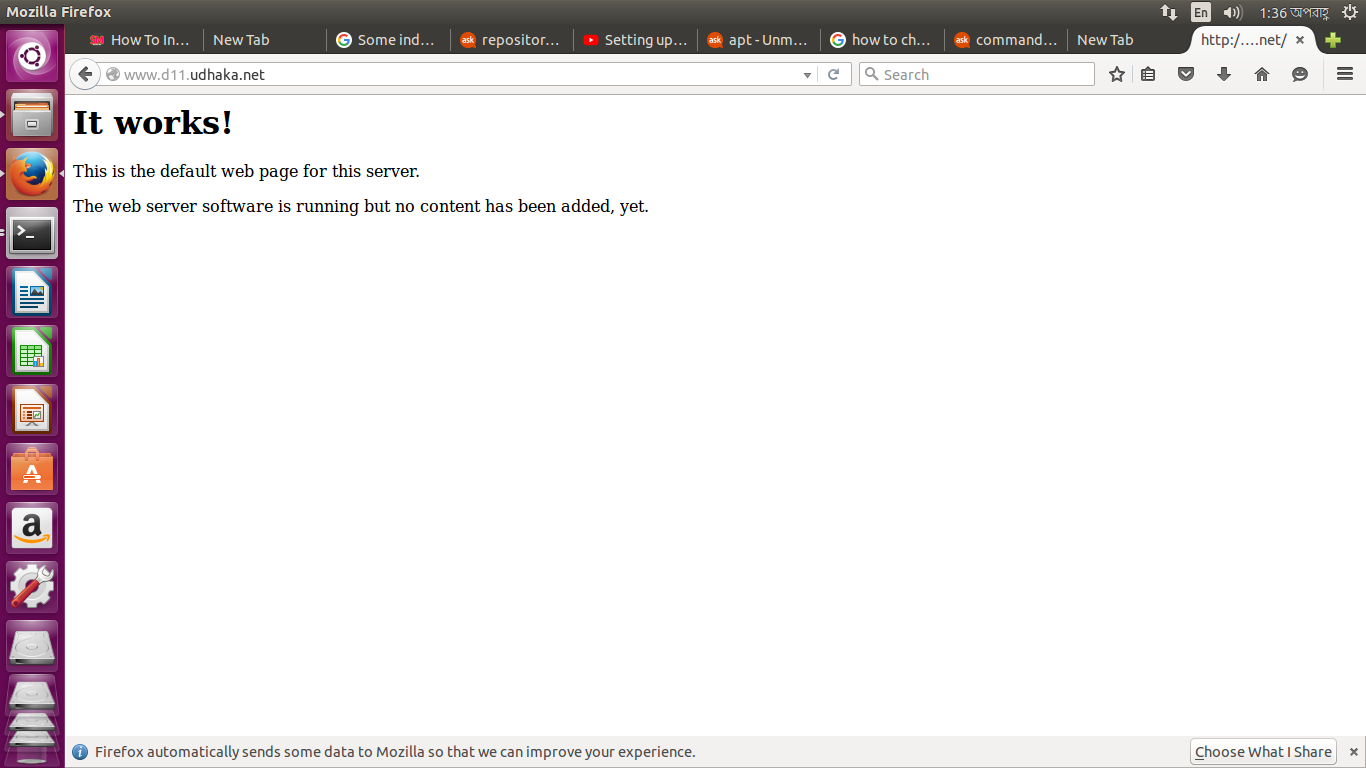 Mozilla Firefox
En
1:36 অপরাহ্ণ
How To In...
New Tab
Some ind...
repositor...
Setting up...
apt - Unm...
how to ch...
command...
New Tab
http:/....net/
www.d11.udhaka.net
Search
It works!
This is the default web page for this server.
The web server software is running but no content has been added, yet.
Firefox automatically sends some data to Mozilla so that we can improve your experience.
Choose What I Share